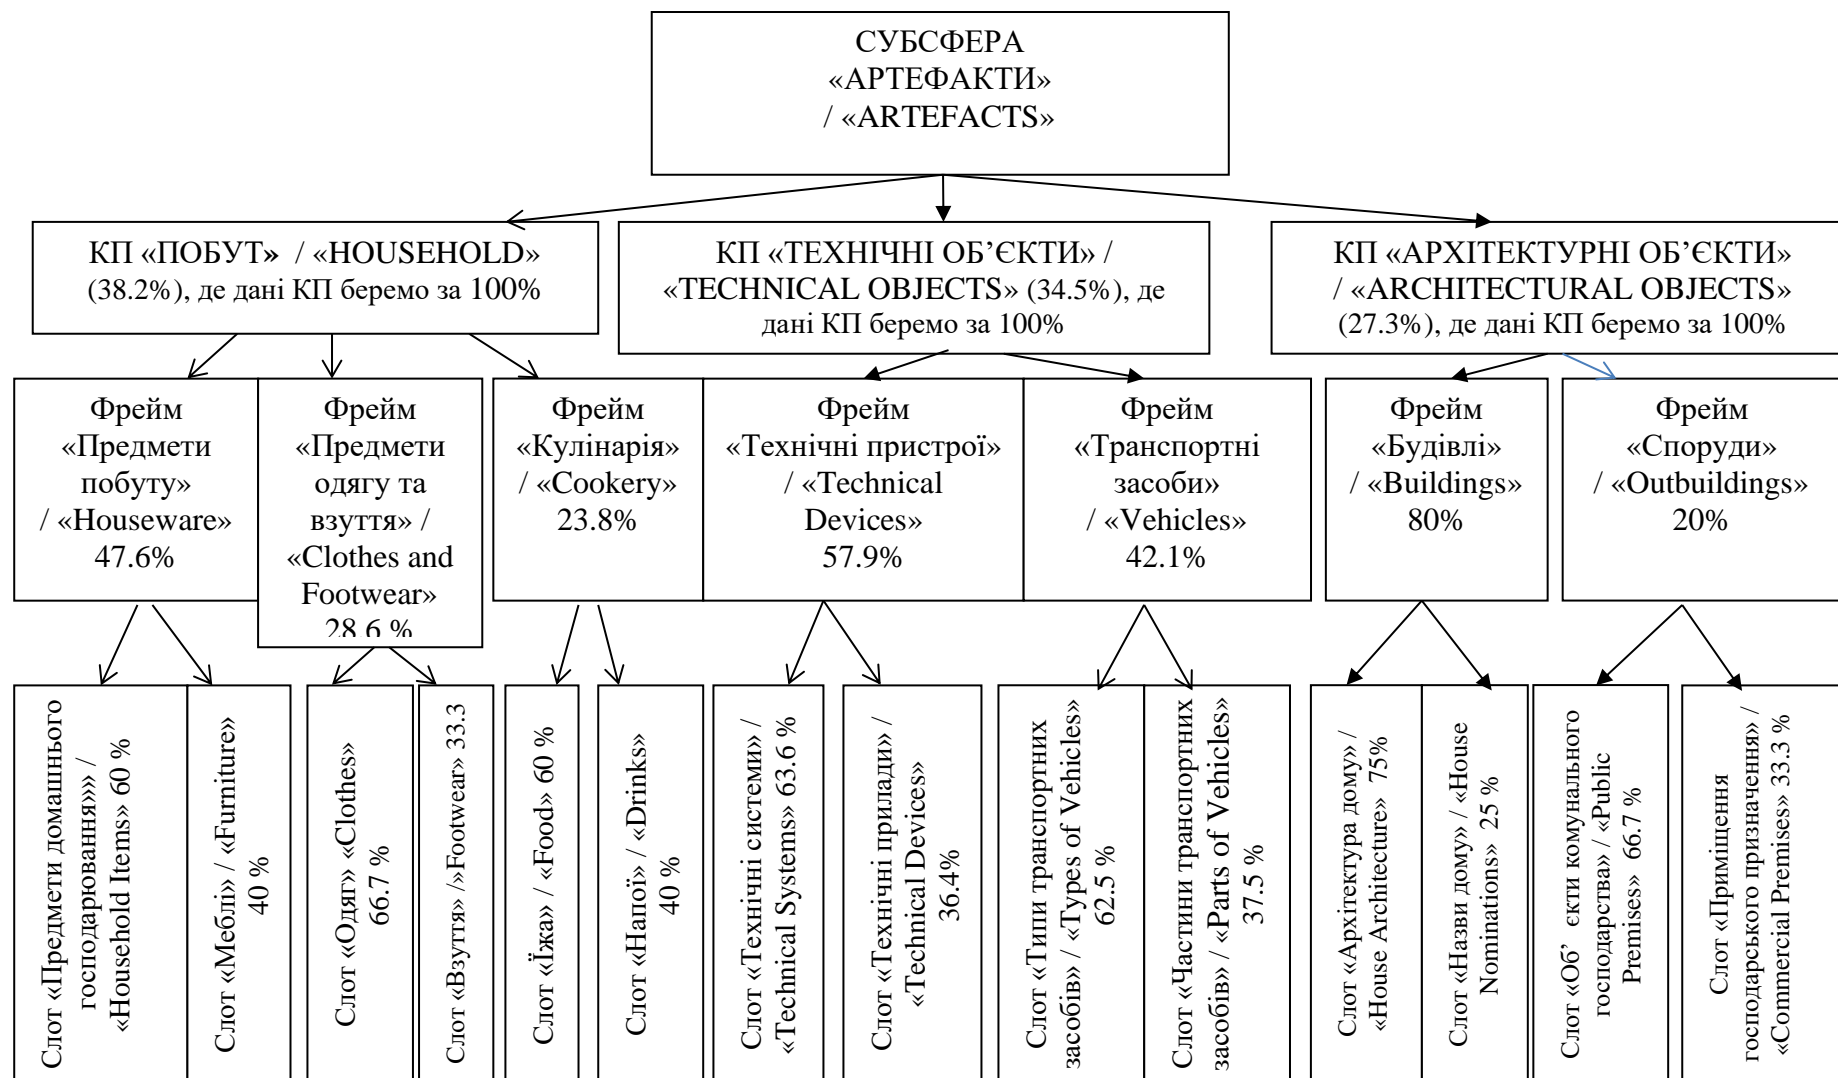 СУБСФЕРА
«АРТЕФАКТИ»
/ «ARTEFACTS»
КП «ПОБУТ» / «HOUSEHOLD»
(38.2%), де дані КП беремо за 100%
КП «ТЕХНІЧНІ ОБ’ЄКТИ» /
«TECHNICAL OBJECTS» (34.5%), де
дані КП беремо за 100%
КП «АРХІТЕКТУРНІ ОБ’ЄКТИ»
/ «ARCHITECTURAL OBJECTS»
(27.3%), де дані КП беремо за 100%
Фрейм
«Предмети
побуту»
/ «Houseware»
47.6%
Фрейм
«Предмети
одягу та
взуття» /
«Clothes and
Footwear»
28.6 %
Фрейм
«Кулінарія»
/ «Cookery»
23.8%
Фрейм
«Технічні пристрої»
/ «Technical
Devices»
57.9%
Фрейм
«Транспортні
засоби»
/ «Vehicles»
42.1%
Фрейм
«Будівлі»
/ «Buildings»
80%
Фрейм
«Споруди»
/ «Outbuildings»
20%
Слот «Предмети домашнього
господарювання»» /
«Household Items» 60 %
Слот «Меблі» / «Furniture»
40 %
Слот «Одяг» «Clothes»
66.7 %
Слот «Взуття» /»Footwear» 33.3
Слот «Їжа» / «Food» 60 %
Слот «Напої» / «Drinks»
40 %
Слот «Технічні системи» /
«Technical Systems» 63.6 %
Слот «Технічні прилади» /
«Technical Devices»
36.4%
Слот «Типи транспортних
засобів» / «Types of Vehicles»
62.5 %
Слот «Частини транспортних
засобів» / «Parts of Vehicles»
37.5 %
Слот «Архітектура дому» /
«House Architecture» 75%
Слот «Назви дому» / «House
Nominations» 25 %
Слот «Об’ єкти комунального
господарства» / «Public
Premises» 66.7 %
Слот «Приміщення
господарського призначення» /
«Commercial Premises» 33.3 %